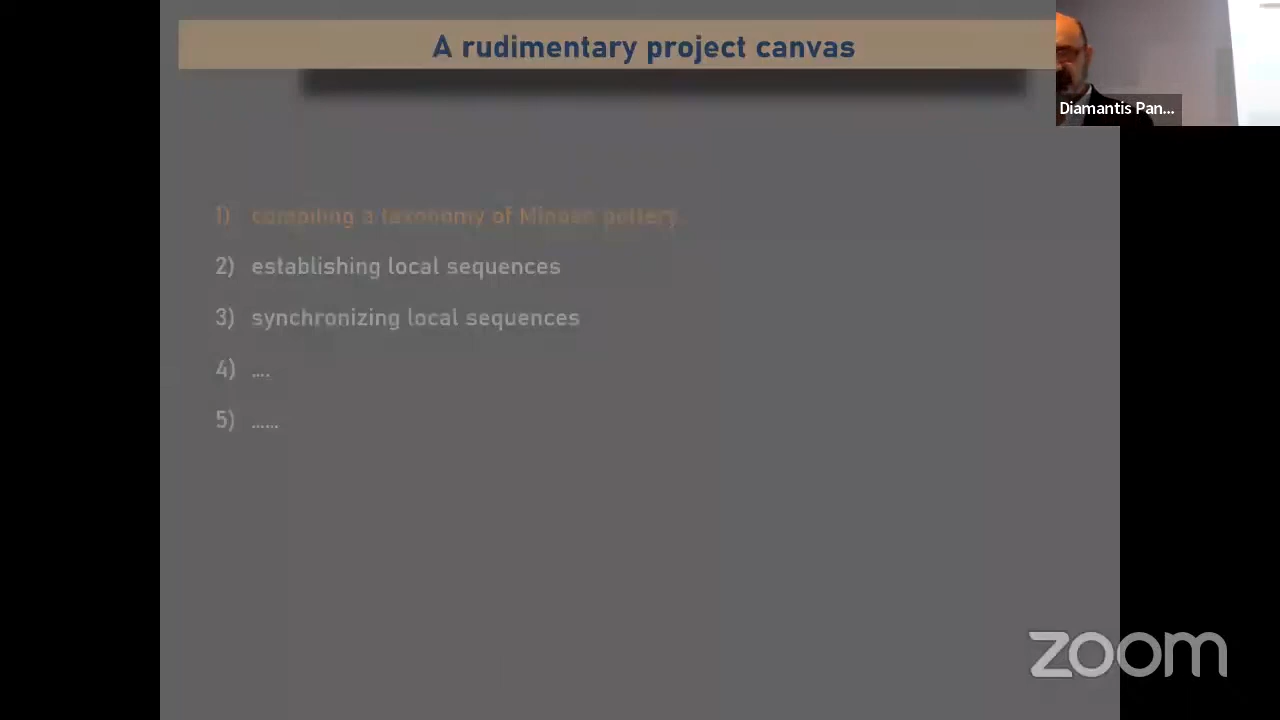 A rudimentary project canvas
Diamantis Pan...
1) compiling a taxonomy of Minoan pottery
2) establishing local sequences
3) synchronizing local sequences
4) ....
5) ......
zoom